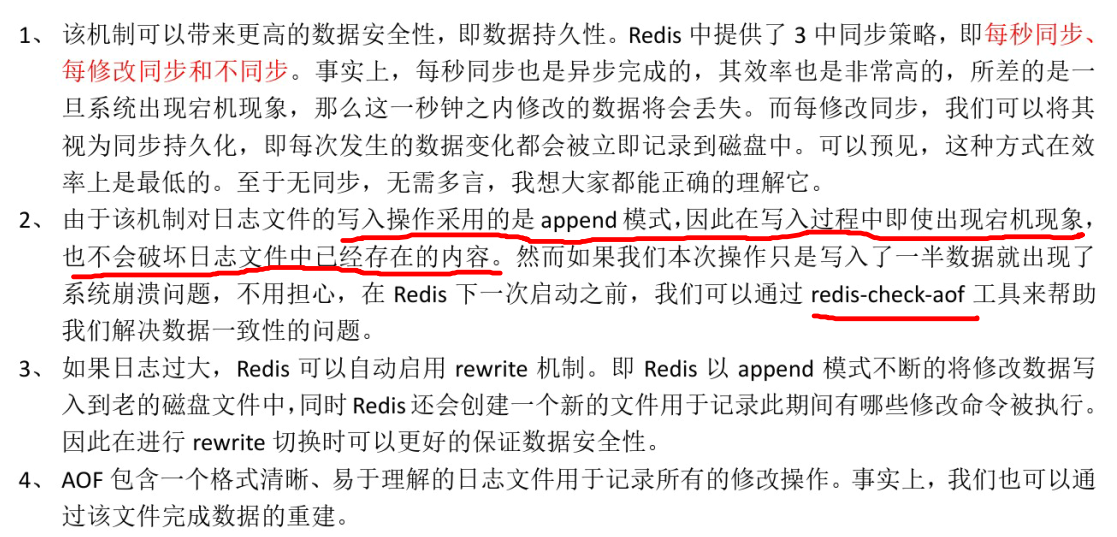 1、 该机制可以带来更高的数据安全性，即数据持久性。Redis 中提供了 3 中同步策略，即每秒同步、
每修改同步和不同步。事实上，每秒同步也是异步完成的，其效率也是非常高的，所差的是一
旦系统出现宕机现象，那么这一秒钟之内修改的数据将会丢失。而每修改同步，我们可以将其
视为同步持久化，即每次发生的数据变化都会被立即记录到磁盘中。可以预见，这种方式在效
率上是最低的。至于无同步，无需多言，我想大家都能正确的理解它。
2、 由于该机制对日志文件的写入操作采用的是 append 模式，因此在写入过程中即使出现宕机现象，
也不会破坏日志文件中已经存在的内容。然而如果我们本次操作只是写入了一半数据就出现了
系统崩溃问题，不用担心，在 Redis 下一次启动之前，我们可以通过 redis-check-aof 工具来帮助
我们解决数据一致性的问题。
3、 如果日志过大，Redis 可以自动启用 rewrite 机制。即 Redis 以 append 模式不断的将修改数据写
入到老的磁盘文件中，同时 Redis 还会创建一个新的文件用于记录此期间有哪些修改命令被执行。
因此在进行 rewrite 切换时可以更好的保证数据安全性。
4、 AOF 包含一个格式清晰、易于理解的日志文件用于记录所有的修改操作。事实上，我们也可以通
过该文件完成数据的重建。